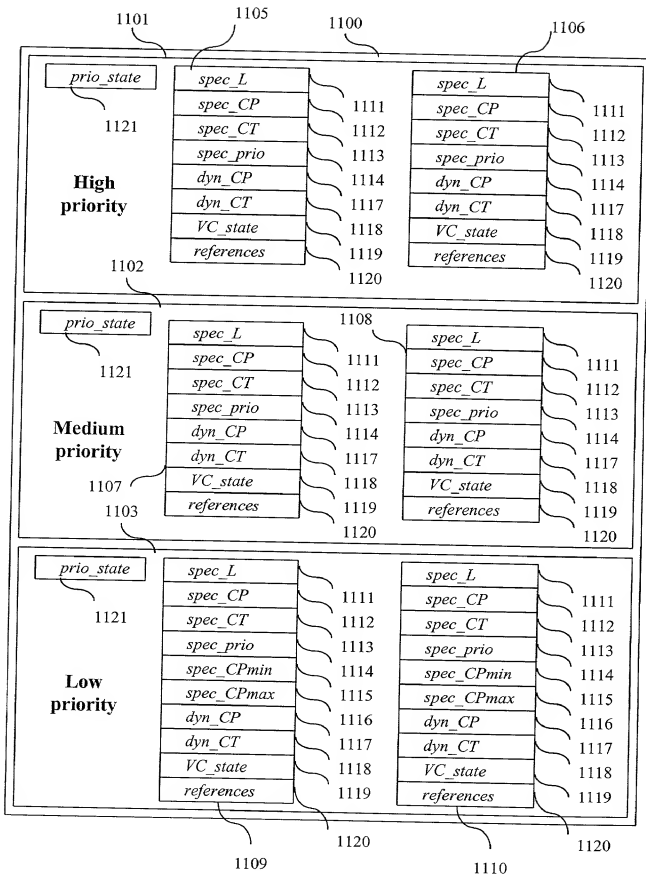 1105
1101
1100
1106
prio_state
1121
High
priority
spec_L
spec_CP
spec_CT
spec_prio
dyn_CP
dyn_CT
VC_state
references
1111
1112
1113
1114
1117
1118
1119
1120
spec_L
spec_CP
spec_CT
spec_prio
dyn_CP
dyn_CT
VC_state
references
1111
1112
1113
1114
1117
1118
1119
1120
1102
prio_state
1121
Medium
priority
1107
spec_L
spec_CP
spec_CT
spec_prio
dyn_CP
dyn_CT
VC_state
references
1111
1112
1113
1114
1117
1118
1119
1120
1108
spec_L
spec_CP
spec_CT
spec_prio
dyn_CP
dyn_CT
VC_state
references
1111
1112
1113
1114
1117
1118
1119
1120
1103
prio_state
1121
Low
priority
spec_L
spec_CP
spec_CT
spec_prio
spec_CPmin
spec_CPmax
dyn_CP
dyn_CT
VC_state
references
1111
1112
1113
1114
1115
1116
1117
1118
1119
1120
1109
spec_L
spec_CP
spec_CT
spec_prio
spec_CPmin
spec_CPmax
dyn_CP
dyn_CT
VC_state
references
1111
1112
1113
1114
1115
1116
1117
1118
1119
1120
1110